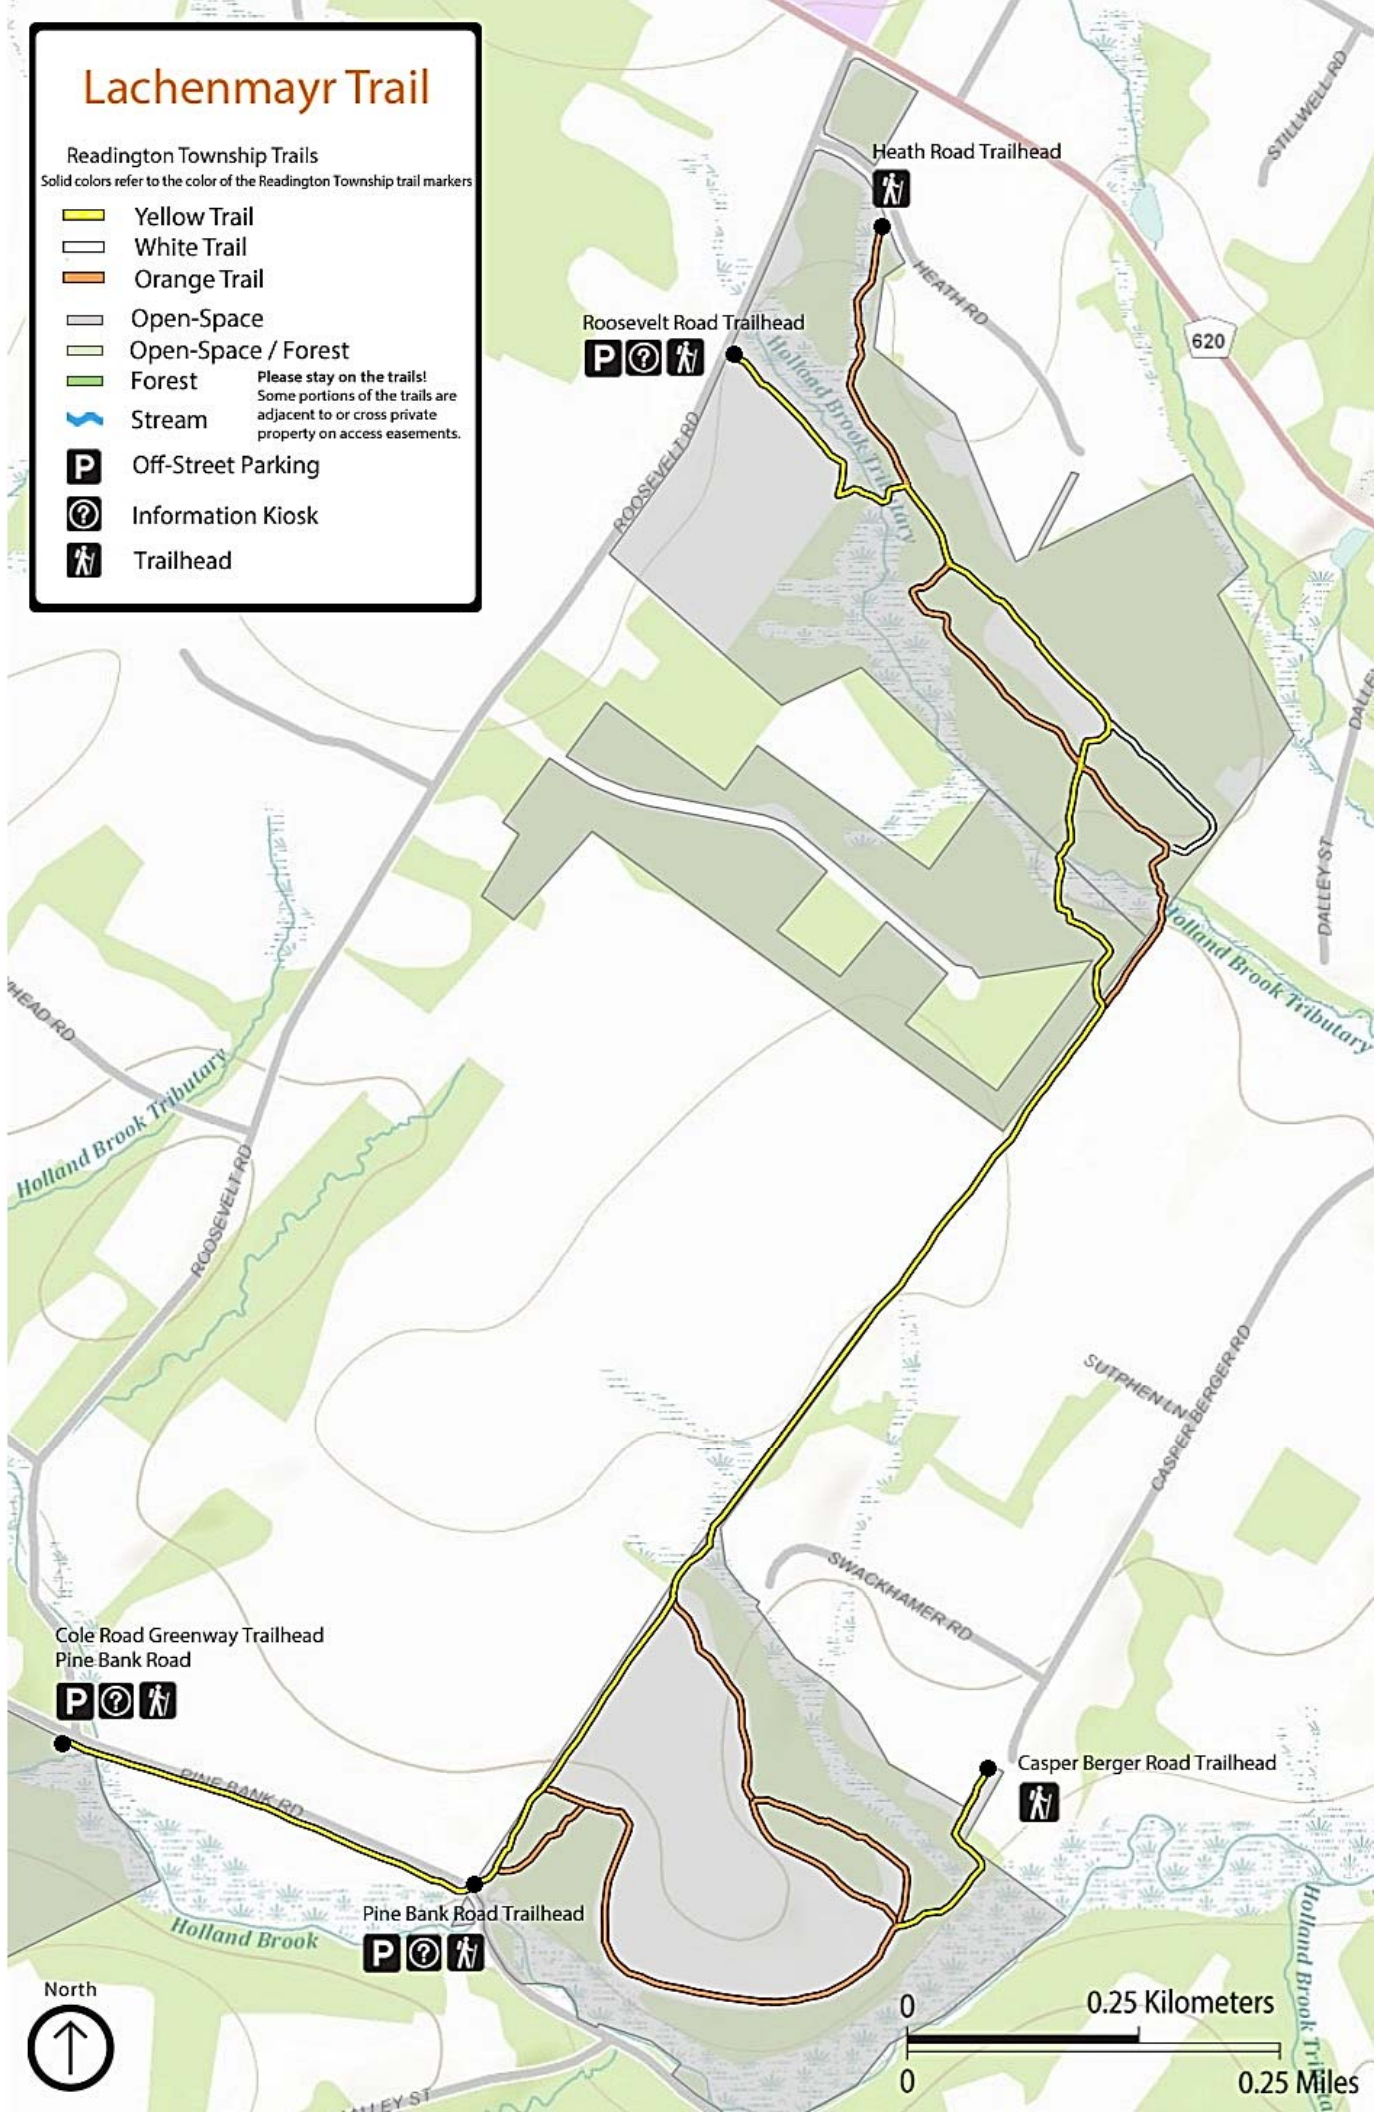 Lachenmayr Trail
Readington Township Trails
Solid colors refer to the color of the Readington Township trail markers
Yellow Trail
White Trail
Orange Trail
Open-Space
Open-Space / Forest
Forest
Please stay on the trails!
Some portions of the trails are
adjacent to or cross private
property on access easements.
Stream
P
Off-Street Parking
?
Information Kiosk
Trailhead
STILLWELL RD
Heath Road Trailhead
HEATH RD
620
Roosevelt Road Trailhead
P ?
Holland Brook Tributary
ROOSEVELT RD
DALLEY
DALLEY ST
Holland Brook Tributary
HEAD RD
Holland Brook Tributary
ROOSEVELT RD
SUTPHEN LN
CASPER BERGER RD
SWACKHAMER RD
Cole Road Greenway Trailhead
Pine Bank Road
P ?
PINE BANK RD
Casper Berger Road Trailhead
Pine Bank Road Trailhead
P ?
Holland Brook
Holland Brook Tri
North
0 0.25 Kilometers
0 0.25 Miles
LEY ST